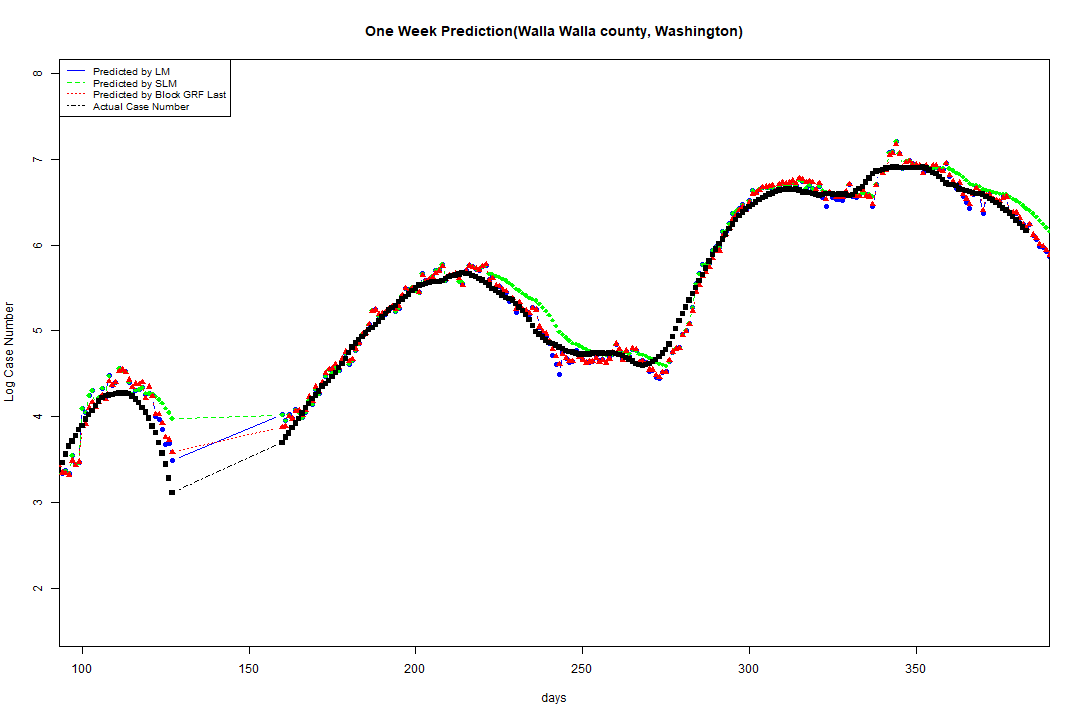 One Week Prediction(Walla Walla county, Washington)
Predicted by LM
Predicted by SLM
Predicted by Block GRF Last
Actual Case Number
8
7
6
5
4
3
2
Log Case Number
100 150 200 250 300 350
days